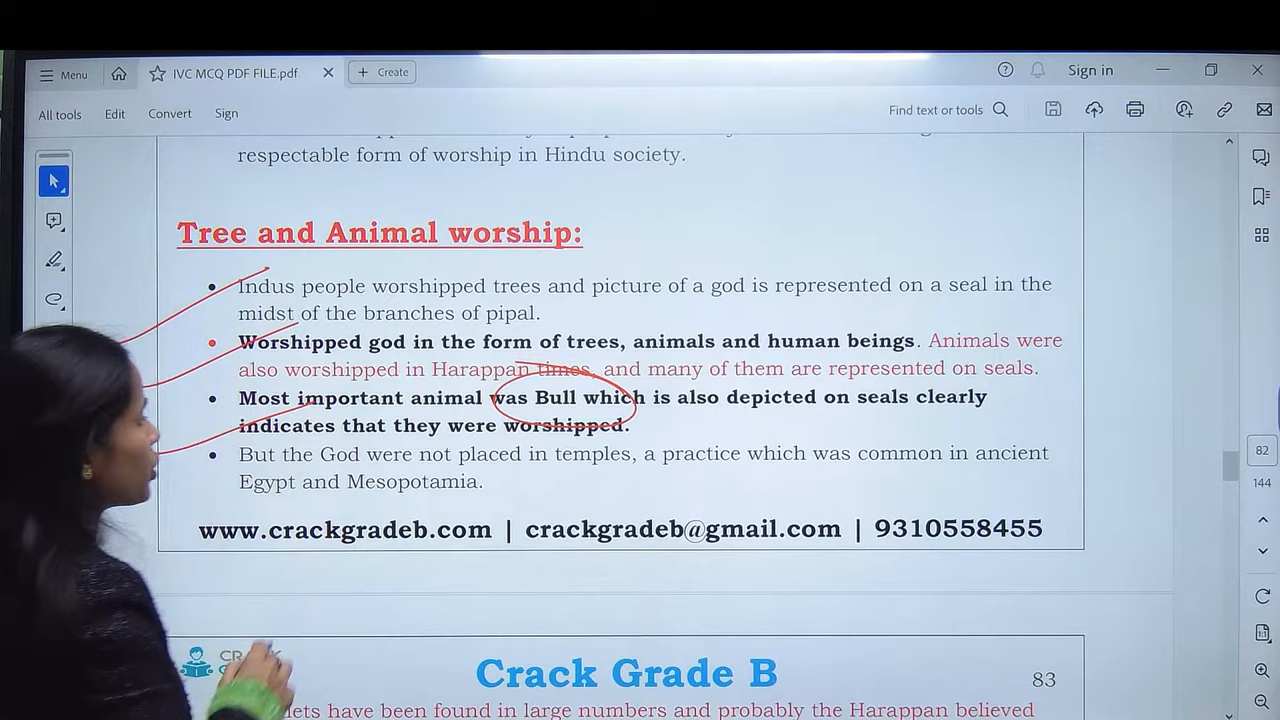 Menu
IVC MCQ PDF FILE.pdf
Create
Sign in
All tools
Edit
Convert
Sign
Find text or tools
respectable form of worship in Hindu society.
Tree and Animal worship:
• Indus people worshipped trees and picture of a god is represented on a seal in the
midst of the branches of pipal.
• Worshipped god in the form of trees, animals and human beings. Animals were
also worshipped in Harappan times, and many of them are represented on seals.
• Most important animal was Bull which is also depicted on seals clearly
indicates that they were worshipped.
• But the God were not placed in temples, a practice which was common in ancient
Egypt and Mesopotamia.
www.crackgradeb.com | crackgradeb@gmail.com | 9310558455
82
144
Crack Grade B
83
have been found in large numbers and probably the Harappan believed